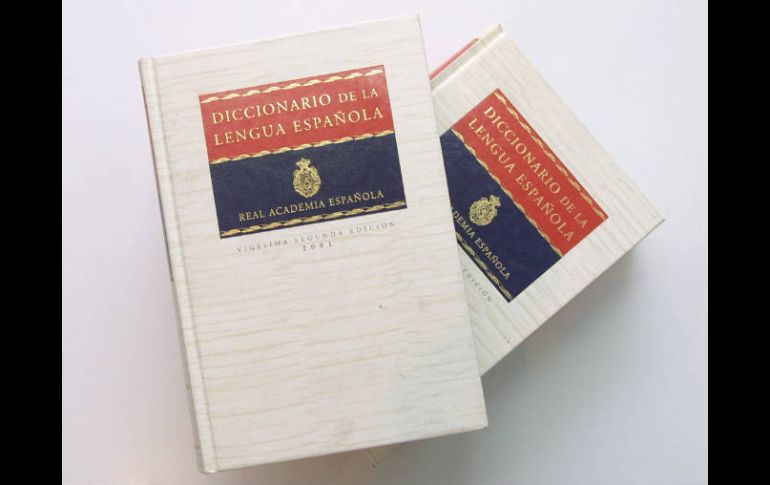 DICCIONARIO DE LA
LENGUA ESPAÑOLA
REAL ACADEMIA ESPAÑOLA
VIGÉSIMA SEGUNDA EDICIÓN
2001
DICCIONARIO DE LA
LENGUA ESPAÑOLA
ACADEMIA ESPAÑOLA
EDICIÓN